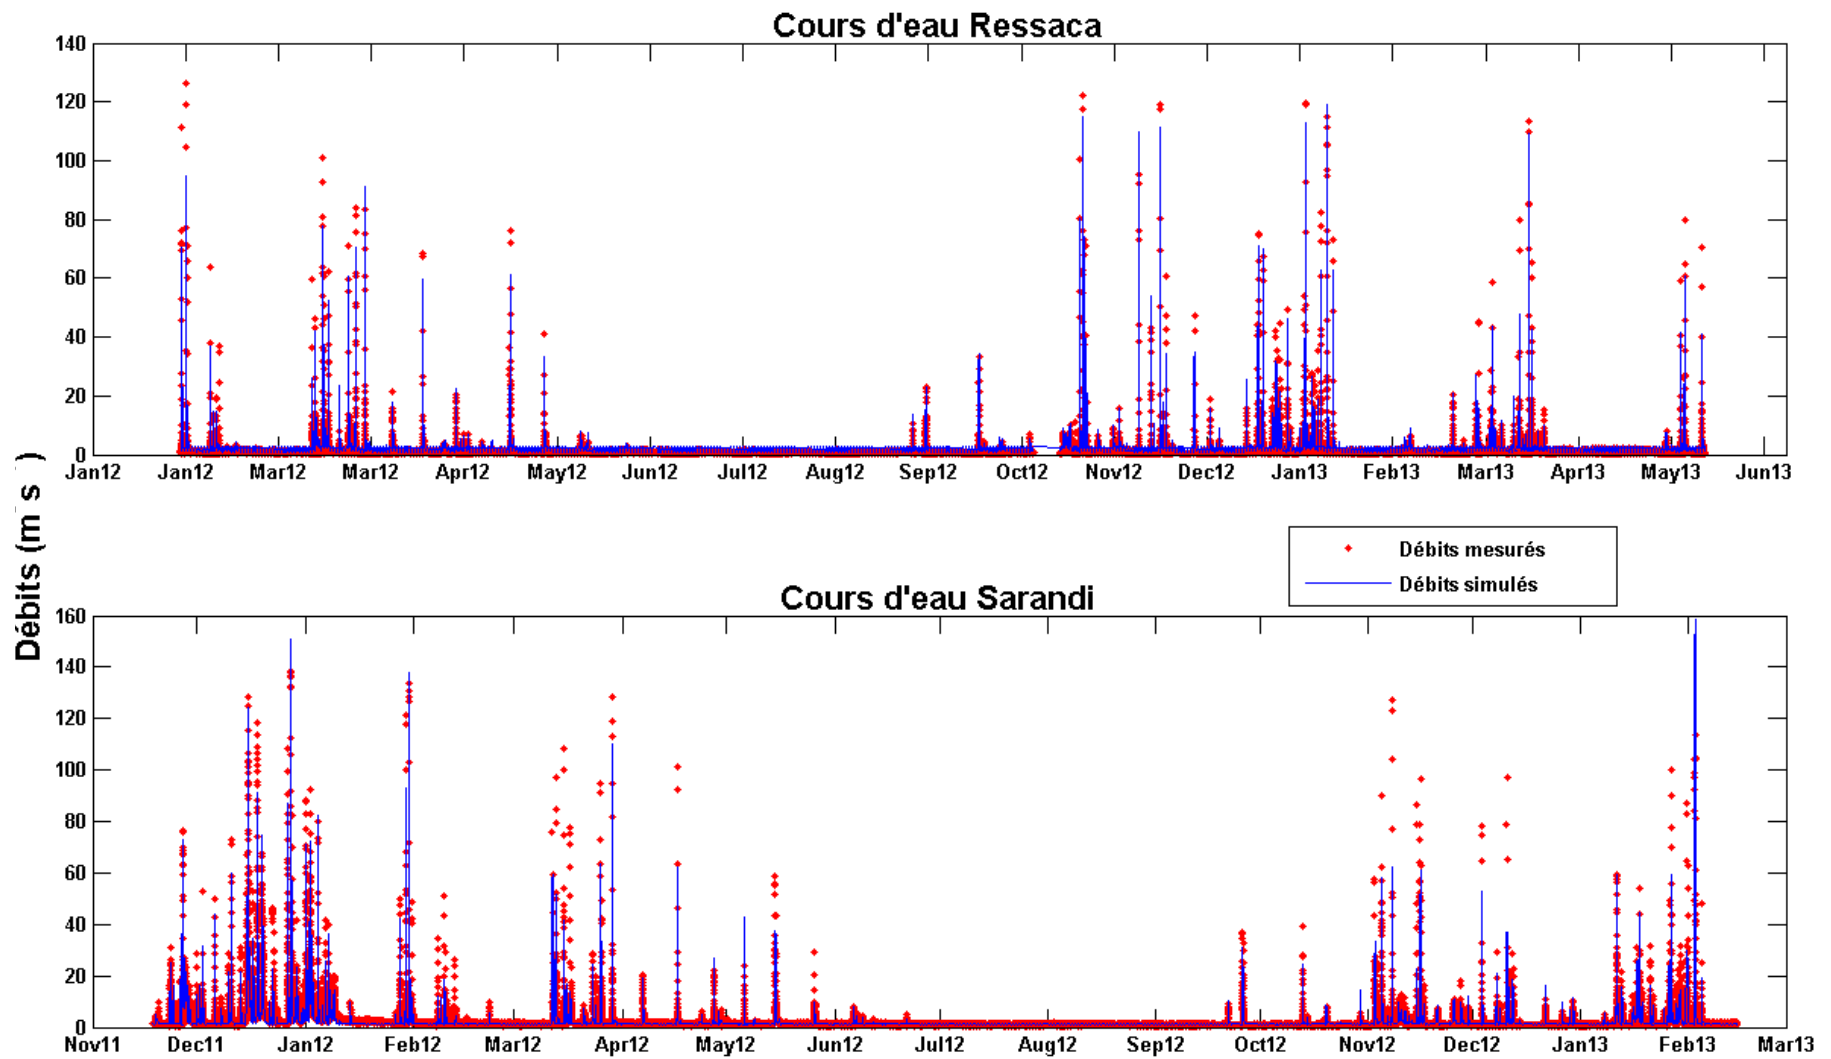 Cours d'eau Ressaca
140
120
100
80
60
40
20
0
Jan12 Jan12 Mar12 Mar12 Apr12 May12 Jun12 Jul12 Aug12 Sep12 Oct12 Nov12 Dec12 Jan13 Feb13 Mar13 Apr13 May13 Jun13
Débits (m s )
Débits mesurés
Débits simulés
Cours d'eau Sarandi
160
140
120
100
80
60
40
20
0
Nov11 Dec11 Jan12 Feb12 Mar12 Apr12 May12 Jun12 Jul12 Aug12 Sep12 Oct12 Nov12 Dec12 Jan13 Feb13 Mar13